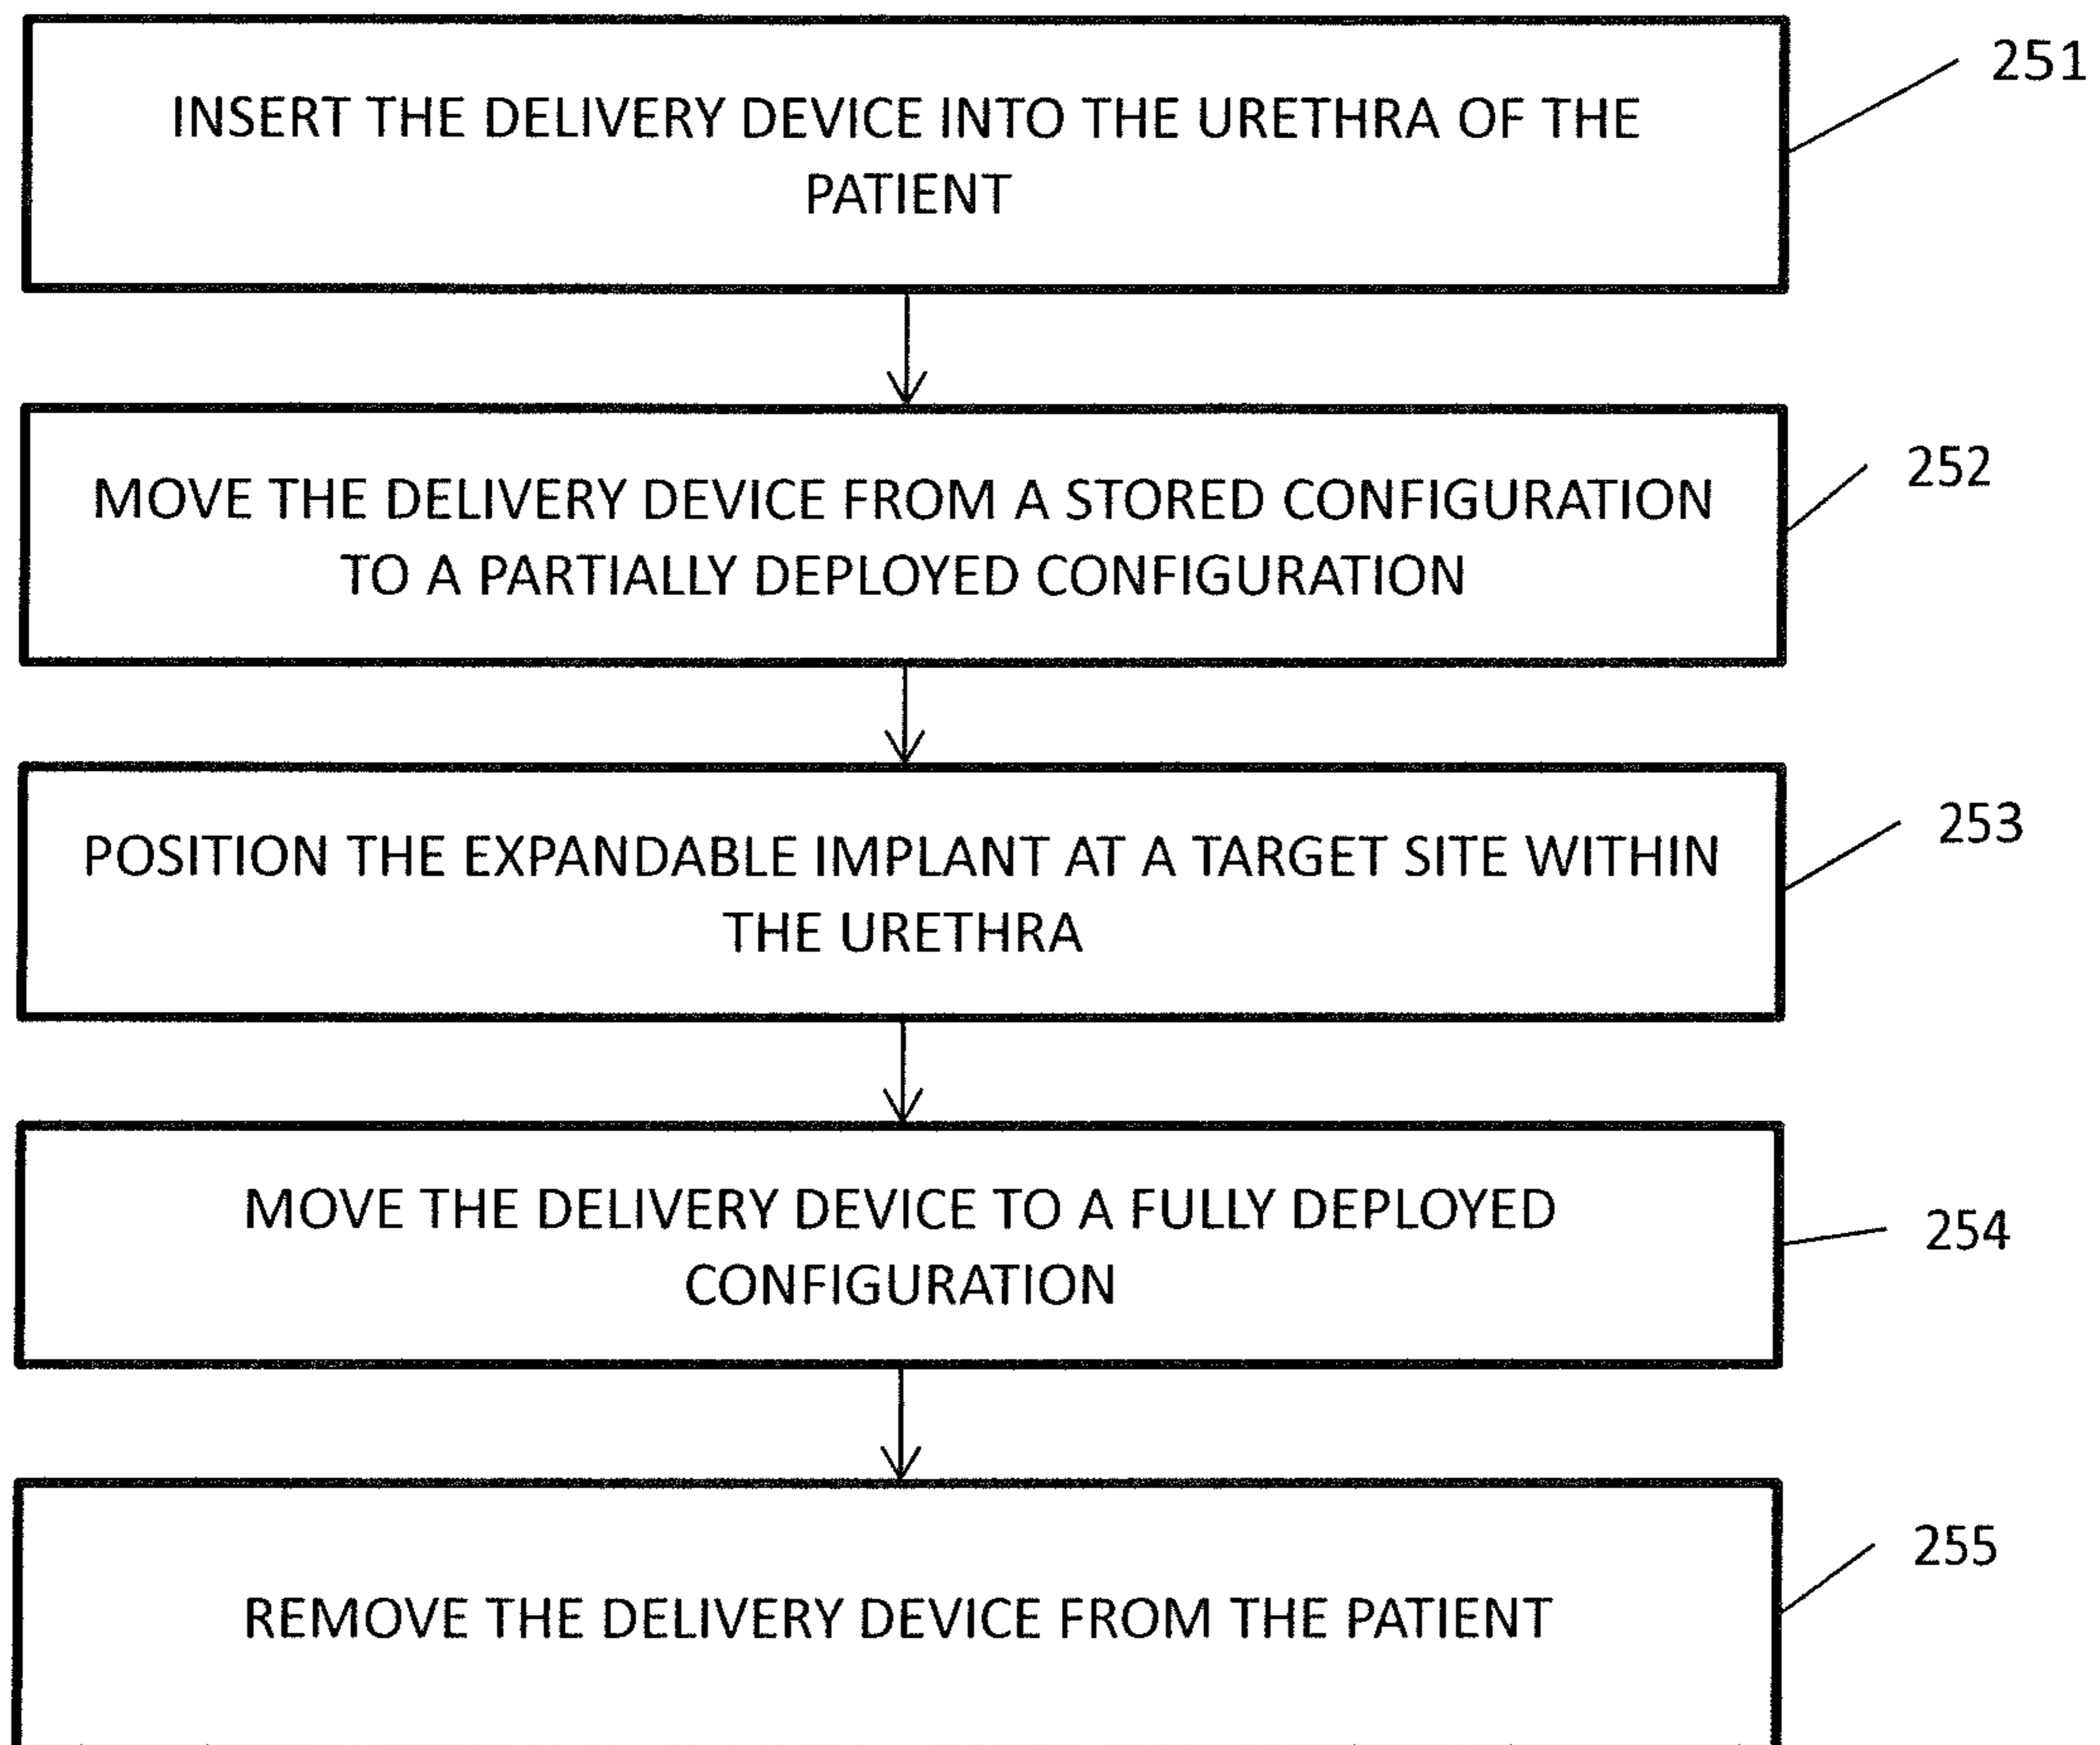 INSERT THE DELIVERY DEVICE INTO THE URETHRA OF THE
PATIENT
251
MOVE THE DELIVERY DEVICE FROM A STORED CONFIGURATION
TO A PARTIALLY DEPLOYED CONFIGURATION
252
POSITION THE EXPANDABLE IMPLANT AT A TARGET SITE WITHIN
THE URETHRA
253
MOVE THE DELIVERY DEVICE TO A FULLY DEPLOYED
CONFIGURATION
254
REMOVE THE DELIVERY DEVICE FROM THE PATIENT
255